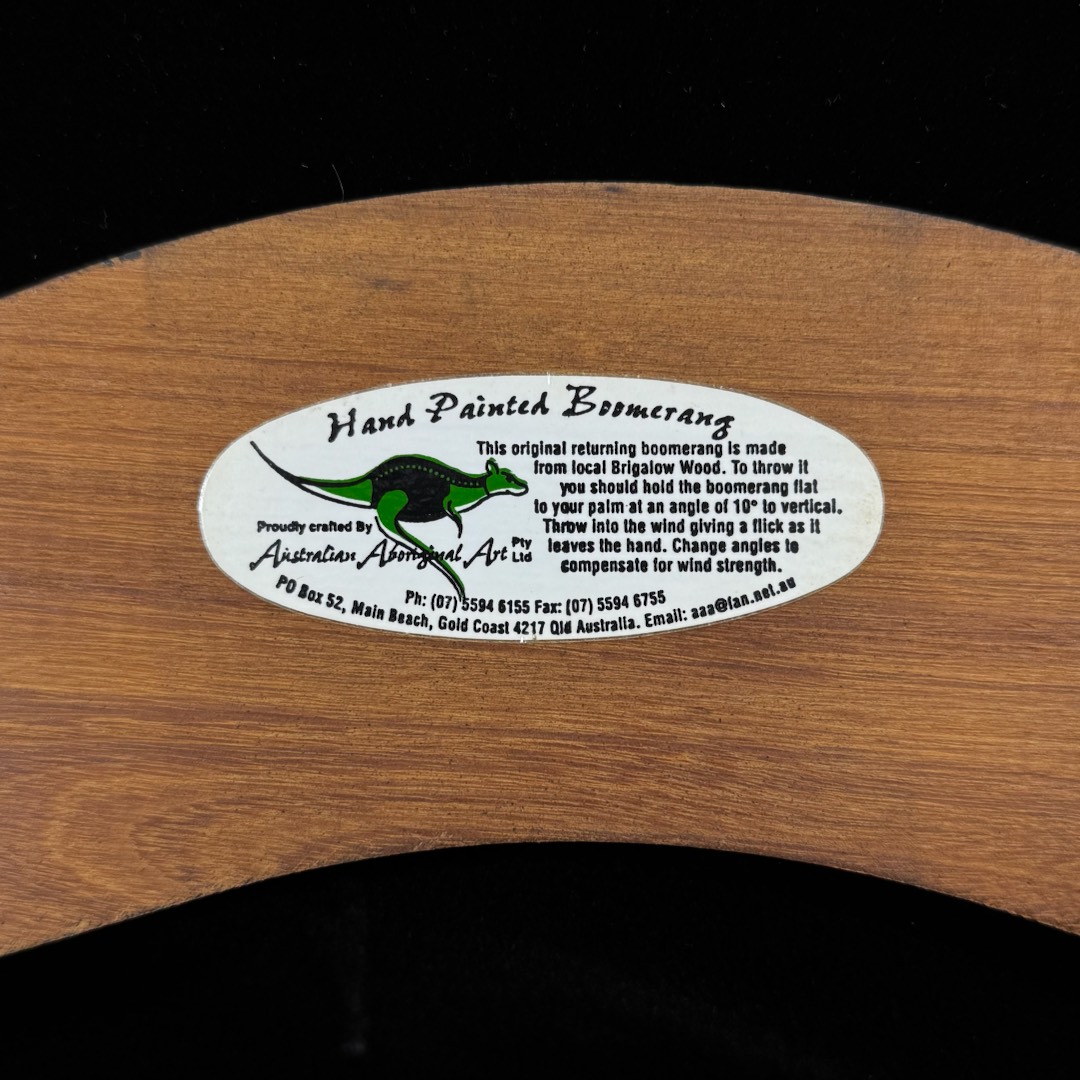 Hand Painted Boomerang
This original returning boomerang is made
from local Brigalow Wood. To throw it
you should hold the boomerang flat
to your palm at an angle of 10° to vertical.
Throw into the wind giving a flick as it
leaves the hand. Change angles to
compensate for wind strength.
Proudly crafted By
Australian Aboriginal Art Pty Ltd
Ph: (07) 5594 6155 Fax: (07) 5594 6755
PO Box 52, Main Beach, Gold Coast 4217 Qld Australia. Email: aaa@fan.net.au